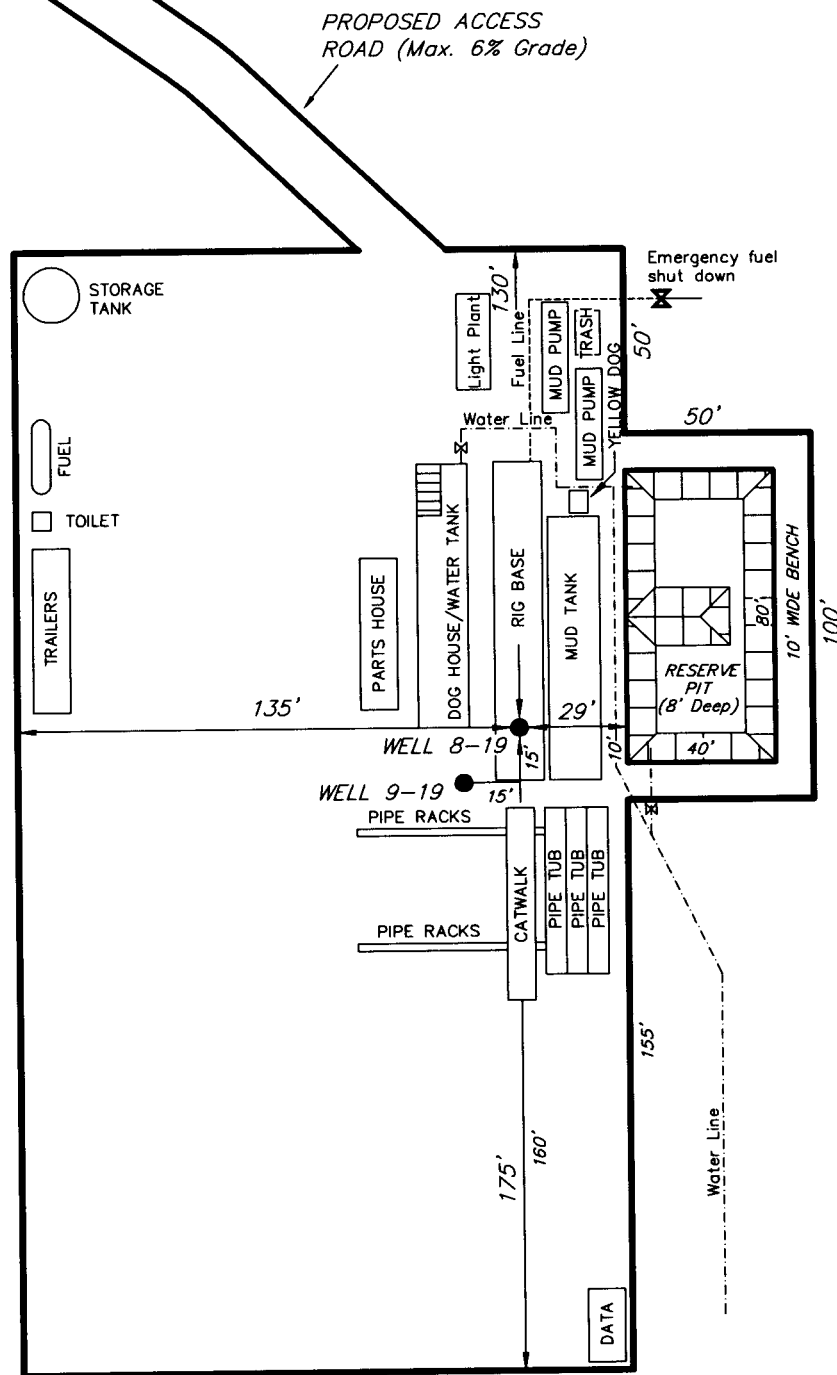 PROPOSED ACCESS
ROAD (Max. 6% Grade)
STORAGE
TANK
Light Plant
130'
Fuel Line
MUD PUMP
TRASH
Emergency fuel
shut down
50'
YELLOW DOG
MUD PUMP
50'
Water Line
FUEL
TOILET
TRAILERS
PARTS HOUSE
DOG HOUSE/WATER TANK
RIG BASE
MUD TANK
80'
10' WIDE BENCH
100'
RESERVE
PIT
(8' Deep)
40'
135'
29'
10'
WELL 8-19
15'
WELL 9-19
15'
PIPE RACKS
CATWALK
PIPE TUB
PIPE TUB
PIPE TUB
PIPE RACKS
155'
175'
160'
Water Line
DATA